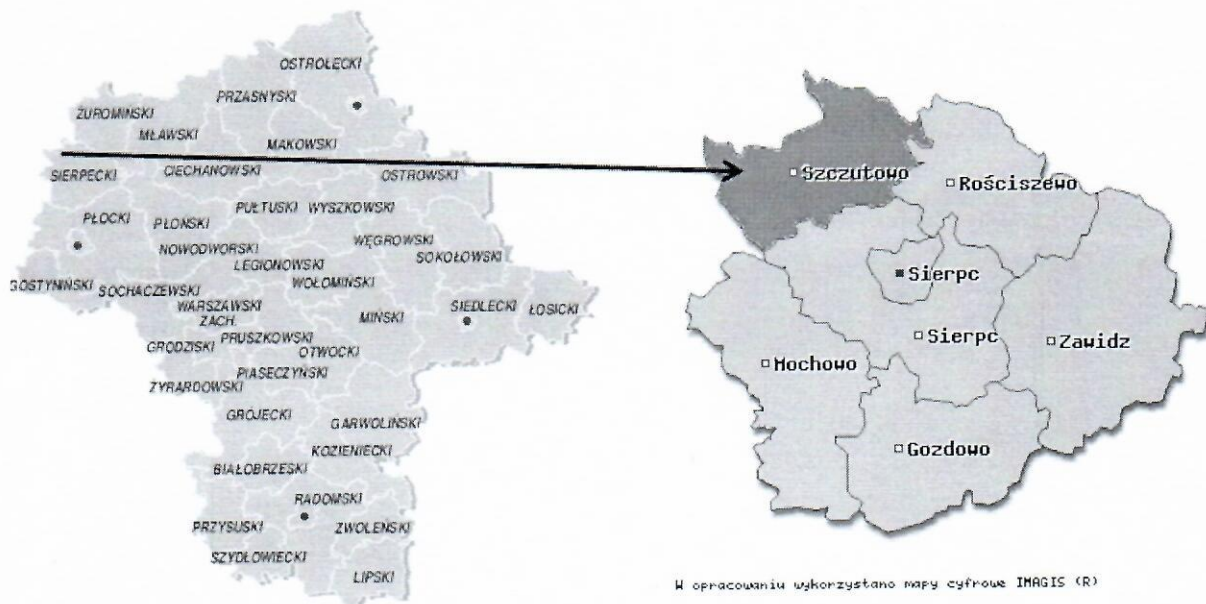 OSTROŁĘCKI
PRZASNYSKI
ŻUROMIŃSKI
MŁAWSKI
MAKOWSKI
SIERPECKI
CIECHANOWSKI
OSTROWSKI
PUŁTUSKI
WYSZKOWSKI
PŁOCKI
PŁOŃSKI
NOWODWORSKI
WĘGROWSKI
SOKOŁOWSKI
LEGIONOWSKI
WOŁOMIŃSKI
GOSTYNIŃSKI
SOCHACZEWSKI
WARSZAWSKI
ZACH.
SIEDLECKI
ŁOSICKI
MIŃSKI
PRUSZKOWSKI
GRODZISKI
OTWOCKI
PIASECZYŃSKI
ŻYRARDOWSKI
GRÓJECKI
GARWOLIŃSKI
KOZIENICKI
BIAŁOBRZESKI
RADOMSKI
PRZYSUSKI
ZWOLEŃSKI
SZYDŁOWIECKI
LIPSKI
Szczutowo
Rościszewo
Sierpc
Sierpc
Zawidz
Mochowo
Gozdowo
W opracowaniu wykorzystano mapy cyfrowe IMAGIS (R)